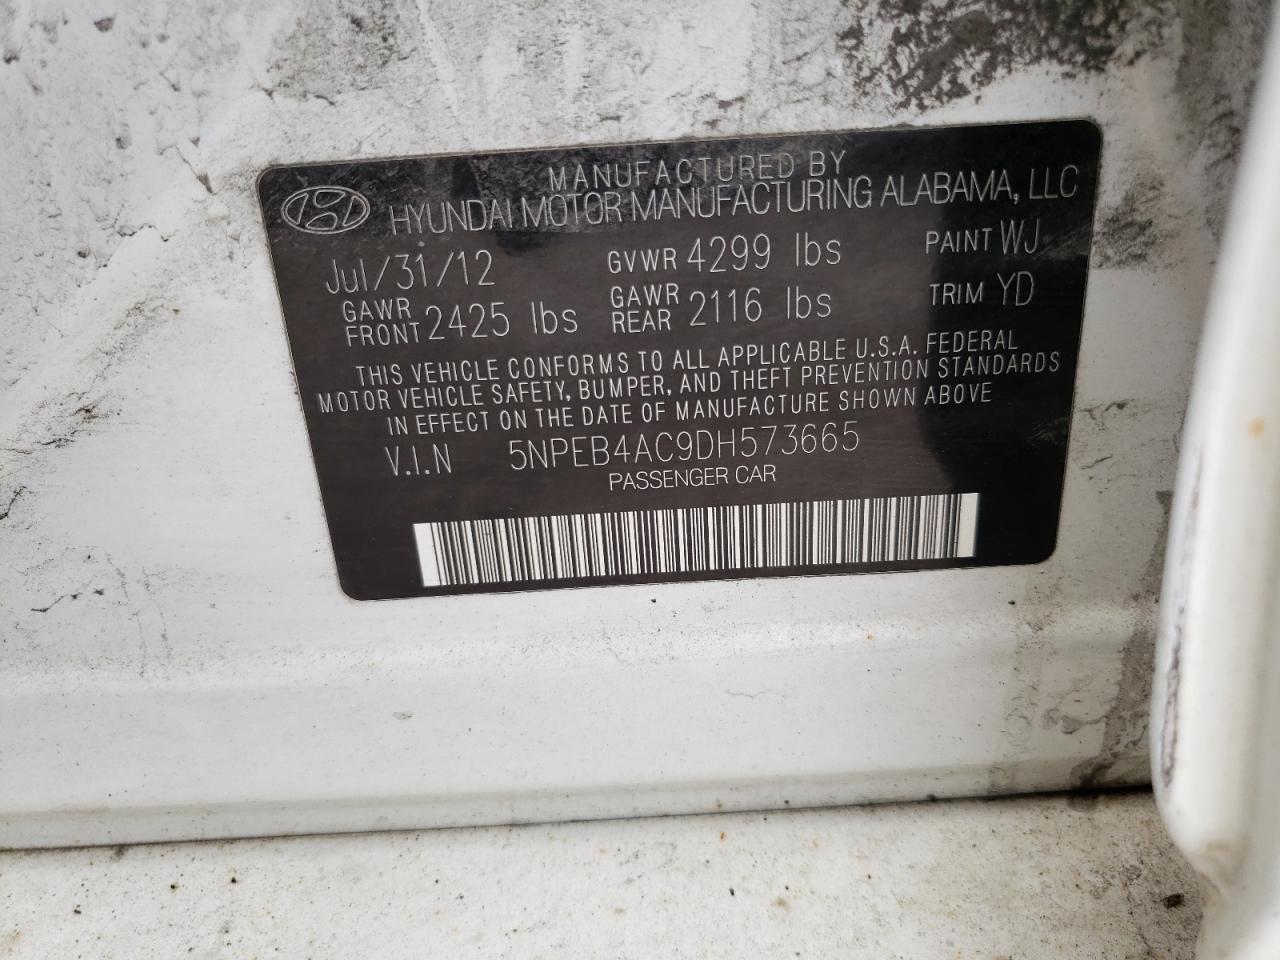 MANUFACTURED BY
HYUNDAI MOTOR MANUFACTURING ALABAMA, LLC
Jul/31/12 GVWR 4299 lbs PAINT WJ
GAWR FRONT 2425 lbs GAWR REAR 2116 lbs TRIM YD
THIS VEHICLE CONFORMS TO ALL APPLICABLE U.S.A. FEDERAL
MOTOR VEHICLE SAFETY, BUMPER, AND THEFT PREVENTION STANDARDS
IN EFFECT ON THE DATE OF MANUFACTURE SHOWN ABOVE
V.I.N 5NPEB4AC9DH573665
PASSENGER CAR